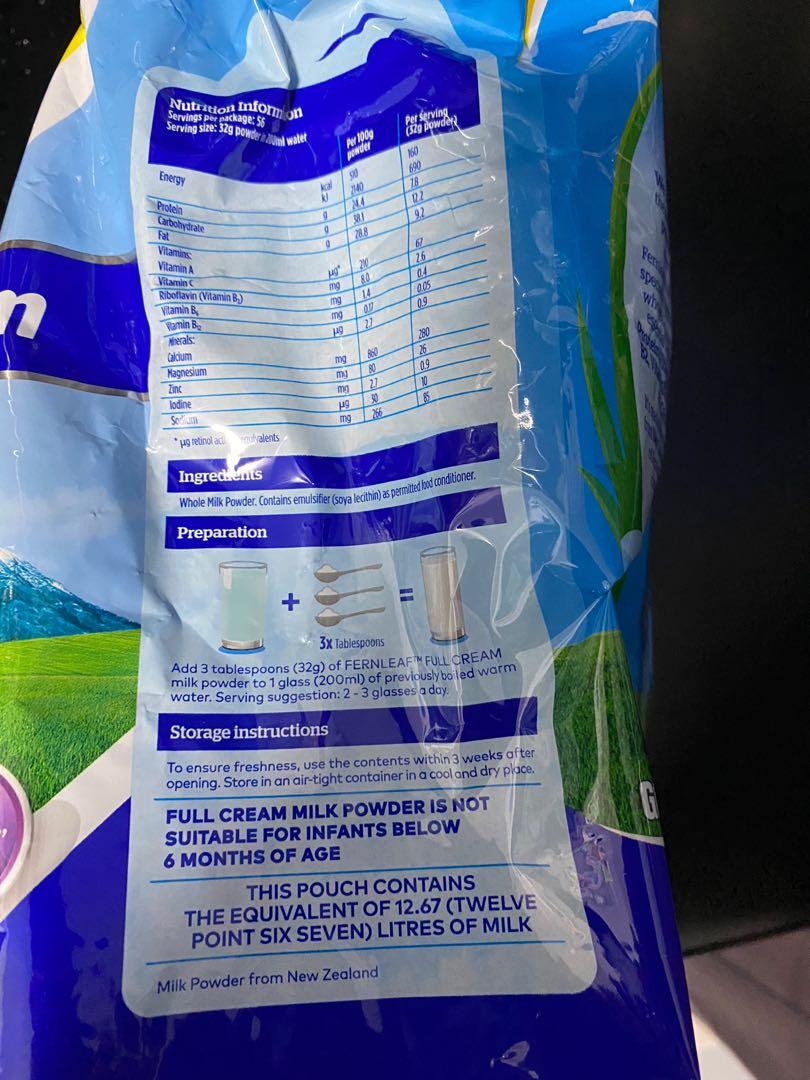 n
Nutrition Inform on
Servings per package: 56
Serving size: 32g powder in 200ml water
Per 100g powder
Per serving (32g powder)
Energy kcal 510 160
kJ 2140 690
Protein g 24.4 7.8
Carbohydrate g 38.1 12.2
Fat g 28.8 9.2
Vitamins:
Vitamin A µg* 210 67
Vitamin C mg 8.0 2.6
Riboflavin (Vitamin B₂) mg 1.4 0.4
Vitamin B₆ mg 0.17 0.05
Vitamin B₁₂ µg 2.7 0.9
Minerals:
Calcium mg 860 280
Magnesium mg 80 26
Zinc mg 2.7 0.9
Iodine µg 30 10
Sodium mg 266 85
* µg retinol equivalents
Ingredients
Whole Milk Powder. Contains emulsifier (soya lecithin) as permitted food conditioner.
Preparation
+ =
3x Tablespoons
Add 3 tablespoons (32g) of FERNLEAF™ FULL CREAM
milk powder to 1 glass (200ml) of previously boiled warm
water. Serving suggestion: 2 - 3 glasses a day.
Storage instructions
To ensure freshness, use the contents within 3 weeks after
opening. Store in an air-tight container in a cool and dry place.
FULL CREAM MILK POWDER IS NOT
SUITABLE FOR INFANTS BELOW
6 MONTHS OF AGE
THIS POUCH CONTAINS
THE EQUIVALENT OF 12.67 (TWELVE
POINT SIX SEVEN) LITRES OF MILK
Milk Powder from New Zealand
G